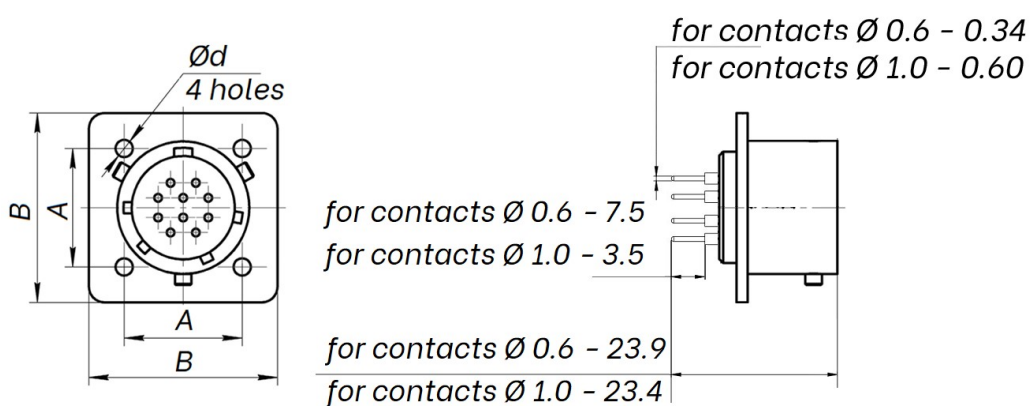 Ød
4 holes
B
A
A
B
for contacts Ø 0.6 - 0.34
for contacts Ø 1.0 - 0.60
for contacts Ø 0.6 - 7.5
for contacts Ø 1.0 - 3.5
for contacts Ø 0.6 - 23.9
for contacts Ø 1.0 - 23.4